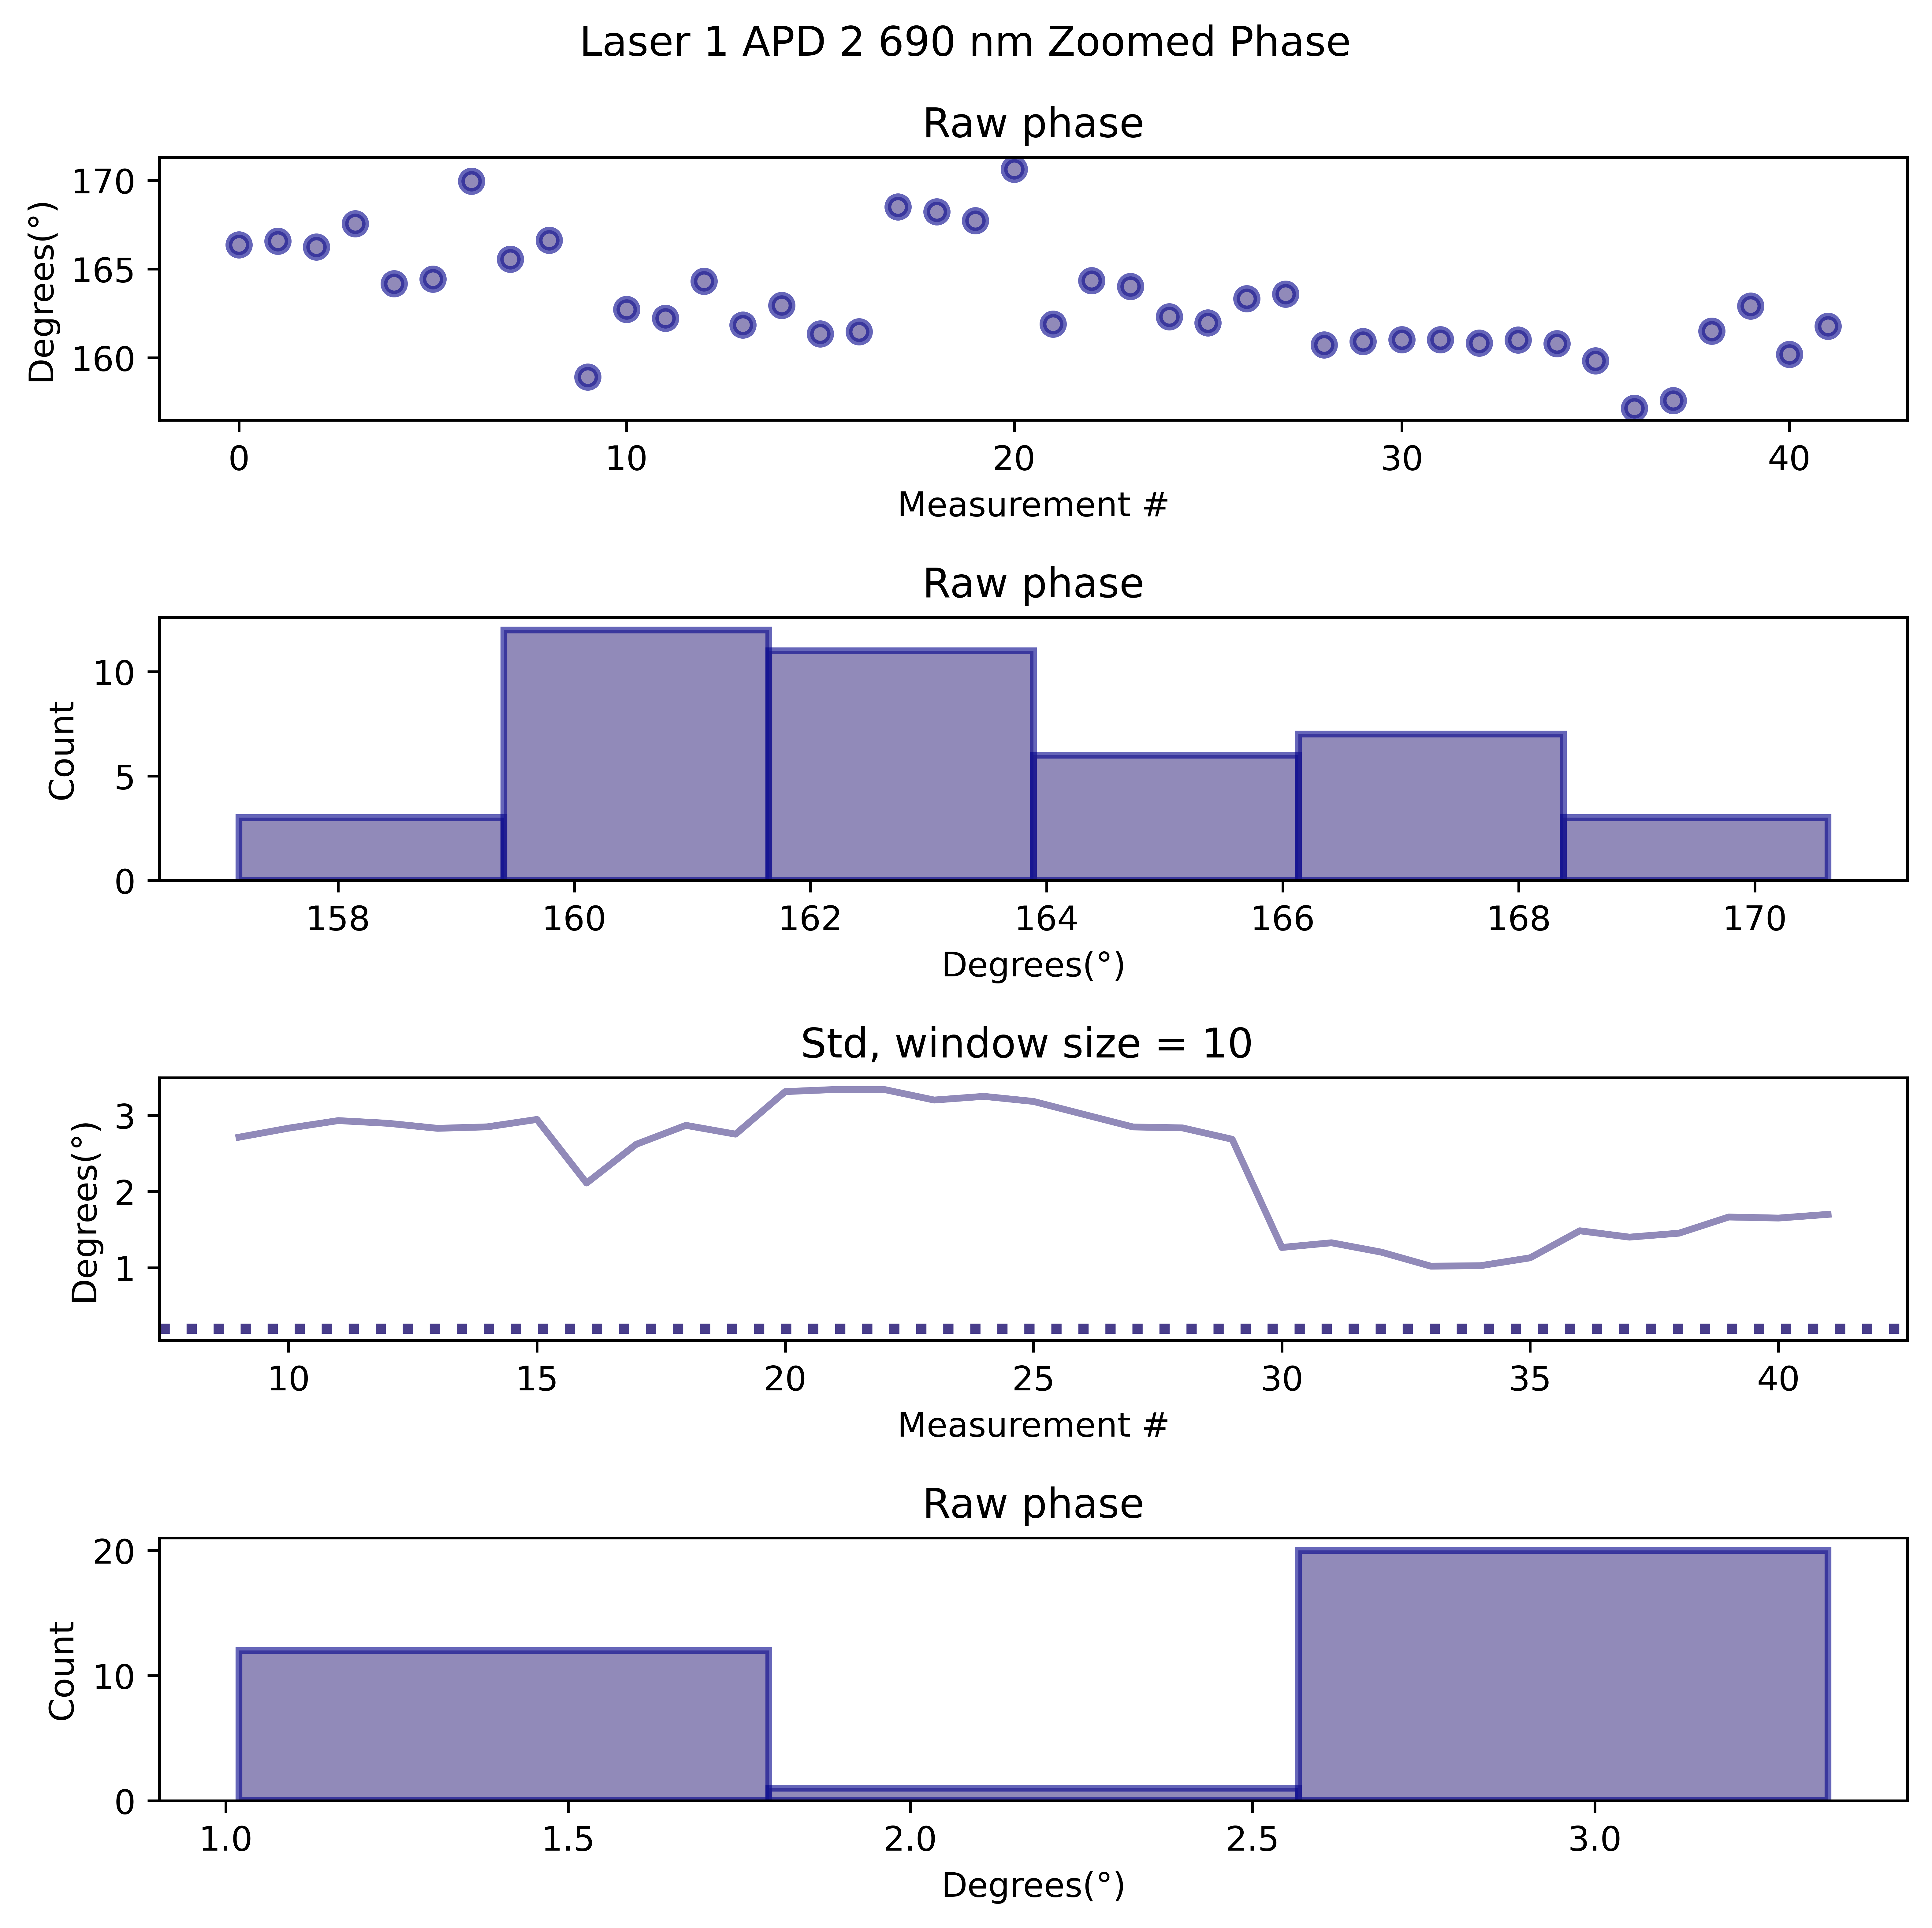 Laser 1 APD 2 690 nm Zoomed Phase
Raw phase
Degrees(°)
170
165
160
0 10 20 30 40
Measurement #
Raw phase
Count
10
5
0
158 160 162 164 166 168 170
Degrees(°)
Std, window size = 10
Degrees(°)
3
2
1
10 15 20 25 30 35 40
Measurement #
Raw phase
Count
20
10
0
1.0 1.5 2.0 2.5 3.0
Degrees(°)